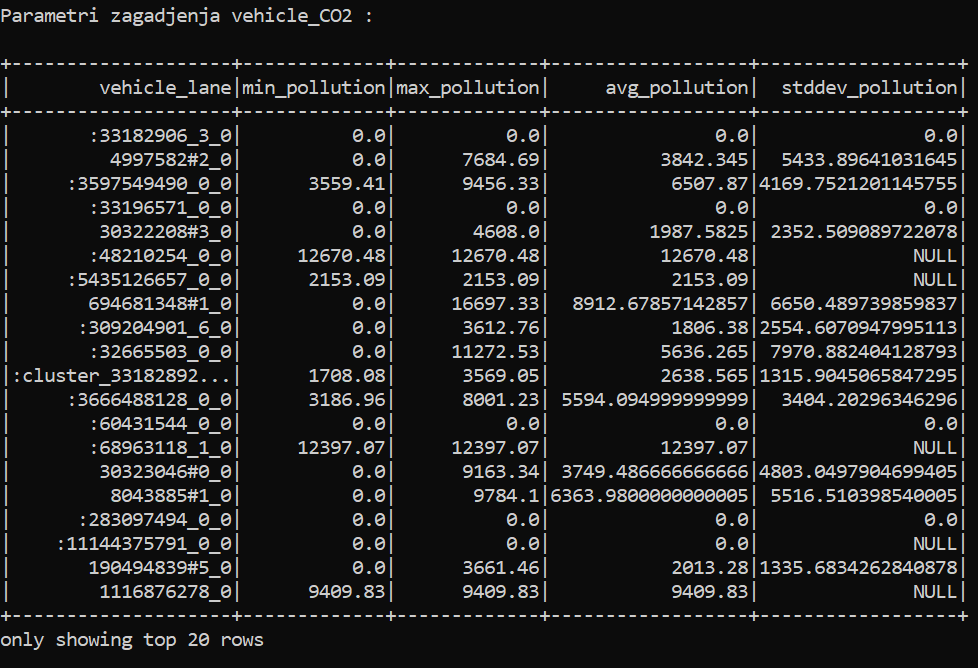 Parametri zagadjenja vehicle_CO2 :
+--------------------+-------------+-------------+------------------+------------------+
|        vehicle_lane|min_pollution|max_pollution|     avg_pollution|  stddev_pollution|
+--------------------+-------------+-------------+------------------+------------------+
|       :33182906_3_0|          0.0|          0.0|               0.0|               0.0|
|         4997582#2_0|          0.0|      7684.69|          3842.345|  5433.89641031645|
|     :3597549490_0_0|      3559.41|      9456.33|           6507.87|4169.7521201145755|
|       :33196571_0_0|          0.0|          0.0|               0.0|               0.0|
|        30322208#3_0|          0.0|       4608.0|         1987.5825| 2352.509089722078|
|       :48210254_0_0|     12670.48|     12670.48|          12670.48|              NULL|
|     :5435126657_0_0|      2153.09|      2153.09|           2153.09|              NULL|
|       694681348#1_0|          0.0|     16697.33|  8912.67857142857| 6650.489739859837|
|      :309204901_6_0|          0.0|      3612.76|           1806.38|2554.6070947995113|
|       :32665503_0_0|          0.0|     11272.53|          5636.265| 7970.882404128793|
|:cluster_33182892...|      1708.08|      3569.05|          2638.565|1315.9045065847295|
|     :3666488128_0_0|      3186.96|      8001.23| 5594.094999999999|  3404.20296346296|
|       :60431544_0_0|          0.0|          0.0|               0.0|               0.0|
|       :68963118_1_0|     12397.07|     12397.07|          12397.07|              NULL|
|        30323046#0_0|          0.0|      9163.34| 3749.486666666666|4803.0497904699405|
|         8043885#1_0|          0.0|       9784.1|6363.9800000000005| 5516.510398540005|
|      :283097494_0_0|          0.0|          0.0|               0.0|               0.0|
|    :11144375791_0_0|          0.0|          0.0|               0.0|              NULL|
|       190494839#5_0|          0.0|      3661.46|           2013.28|1335.6834262840878|
|        1116876278_0|      9409.83|      9409.83|           9409.83|              NULL|
+--------------------+-------------+-------------+------------------+------------------+
only showing top 20 rows